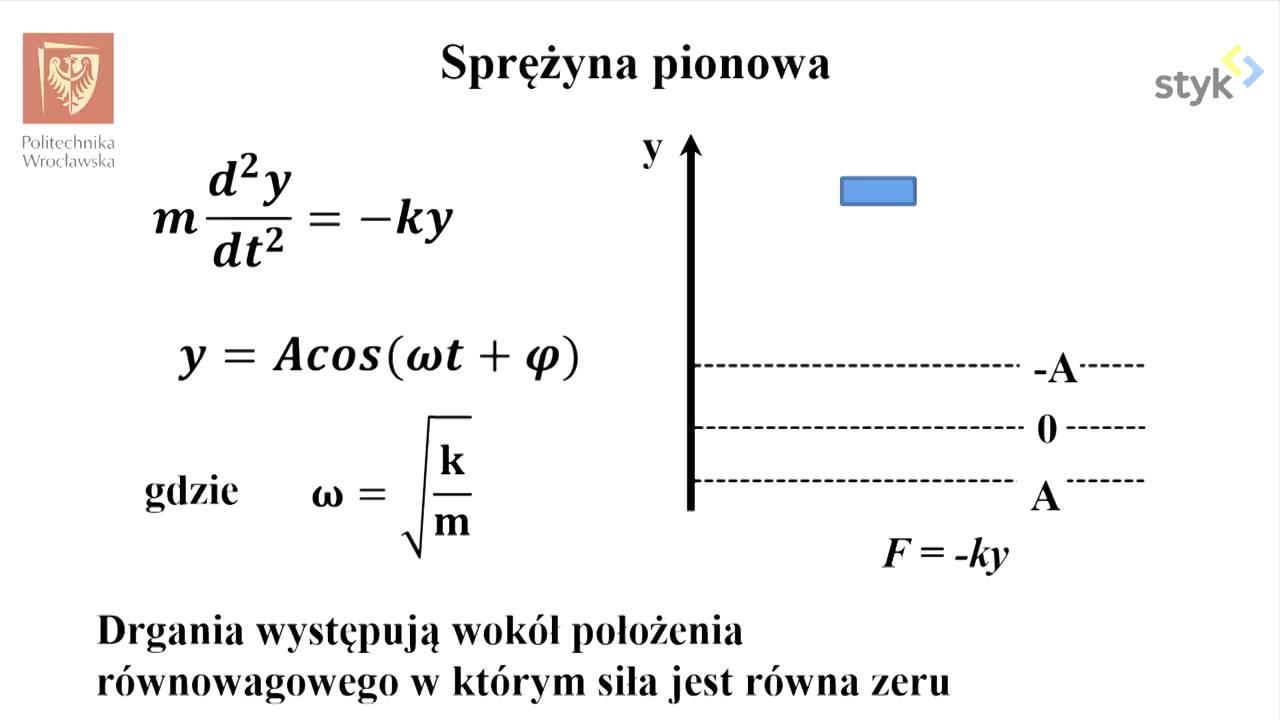 Sprężyna pionowa
Politechnika
Wrocławska
styk
m d²y/dt² = −ky
y = Acos(ωt + φ)
gdzie ω = √(k/m)
y
-A
0
A
F = -ky
Drgania występują wokół położenia
równowagowego w którym siła jest równa zeru